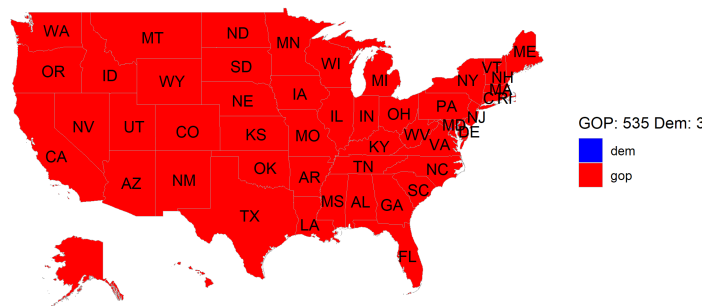 WA
MT
ND
MN
ME
OR
ID
WY
SD
WI
MI
VT
NH
NY
MA
CT
RI
NV
UT
CO
NE
IA
IL
IN
OH
PA
NJ
MD
DE
CA
KS
MO
KY
WV
VA
AZ
NM
OK
AR
TN
NC
SC
TX
LA
MS
AL
GA
FL
GOP: 535 Dem: 3
dem
gop